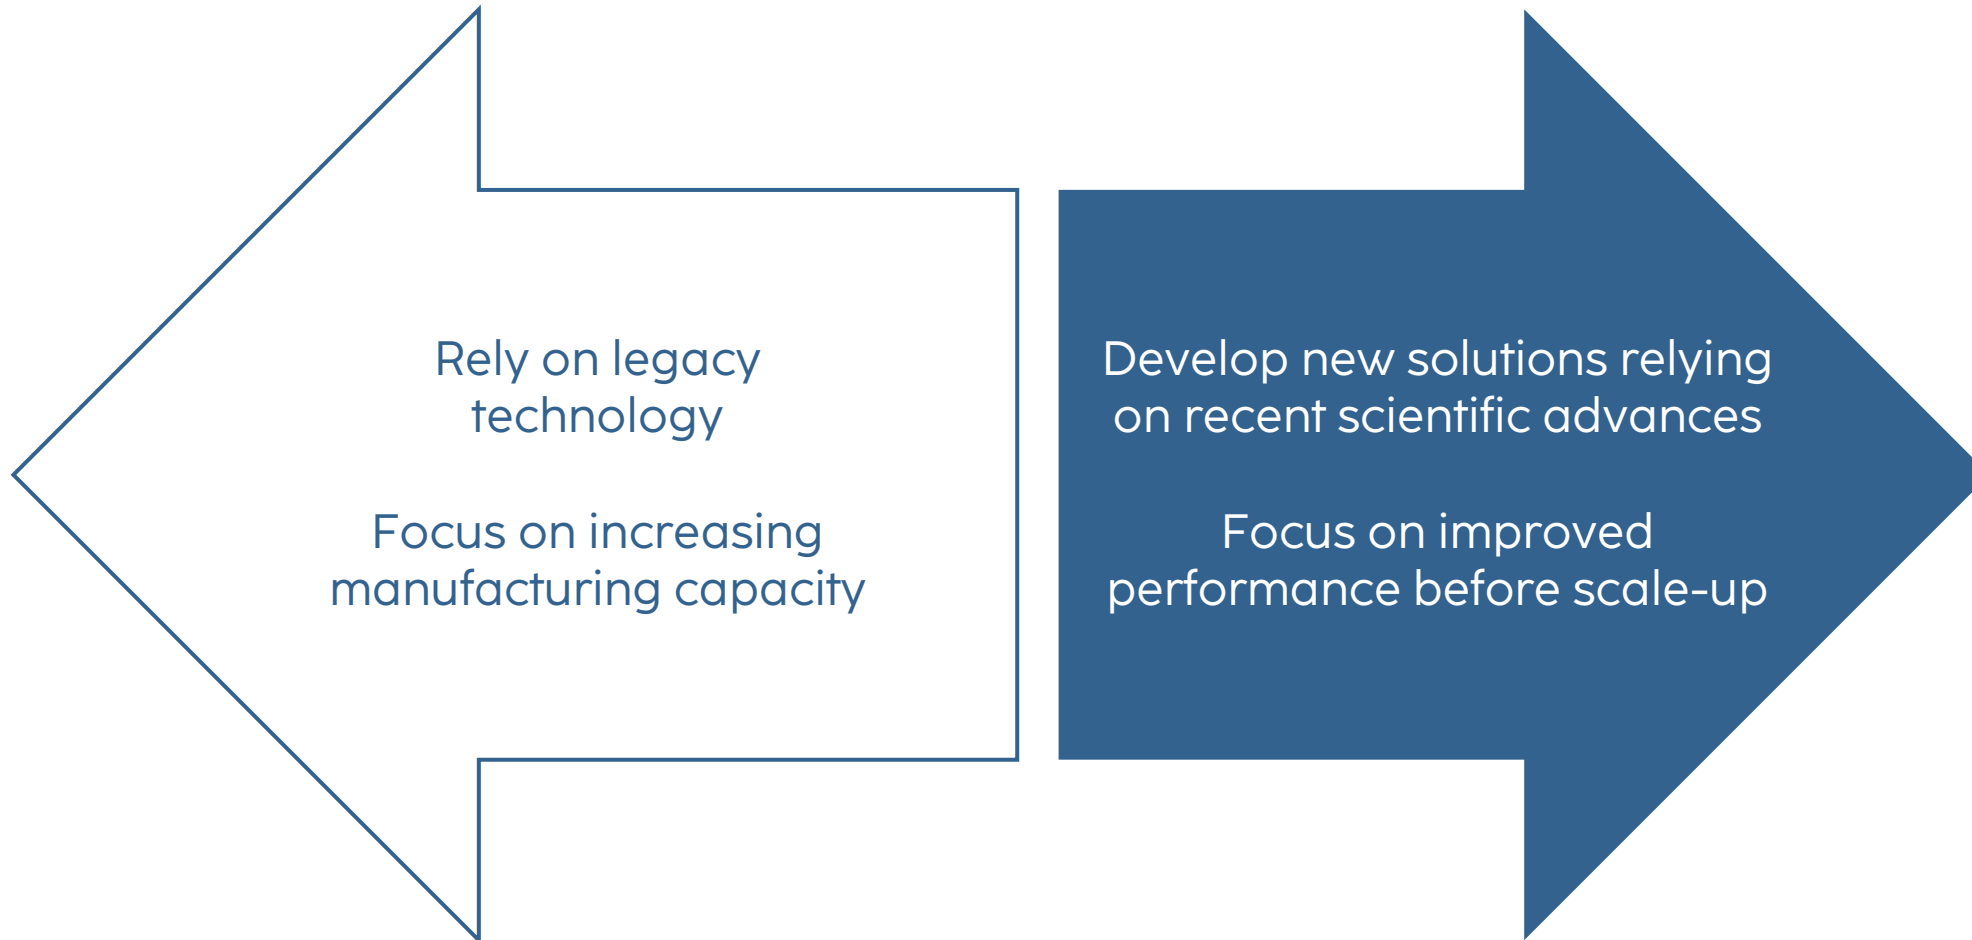 Rely on legacy
technology
Focus on increasing
manufacturing capacity
Develop new solutions relying
on recent scientific advances
Focus on improved
performance before scale-up